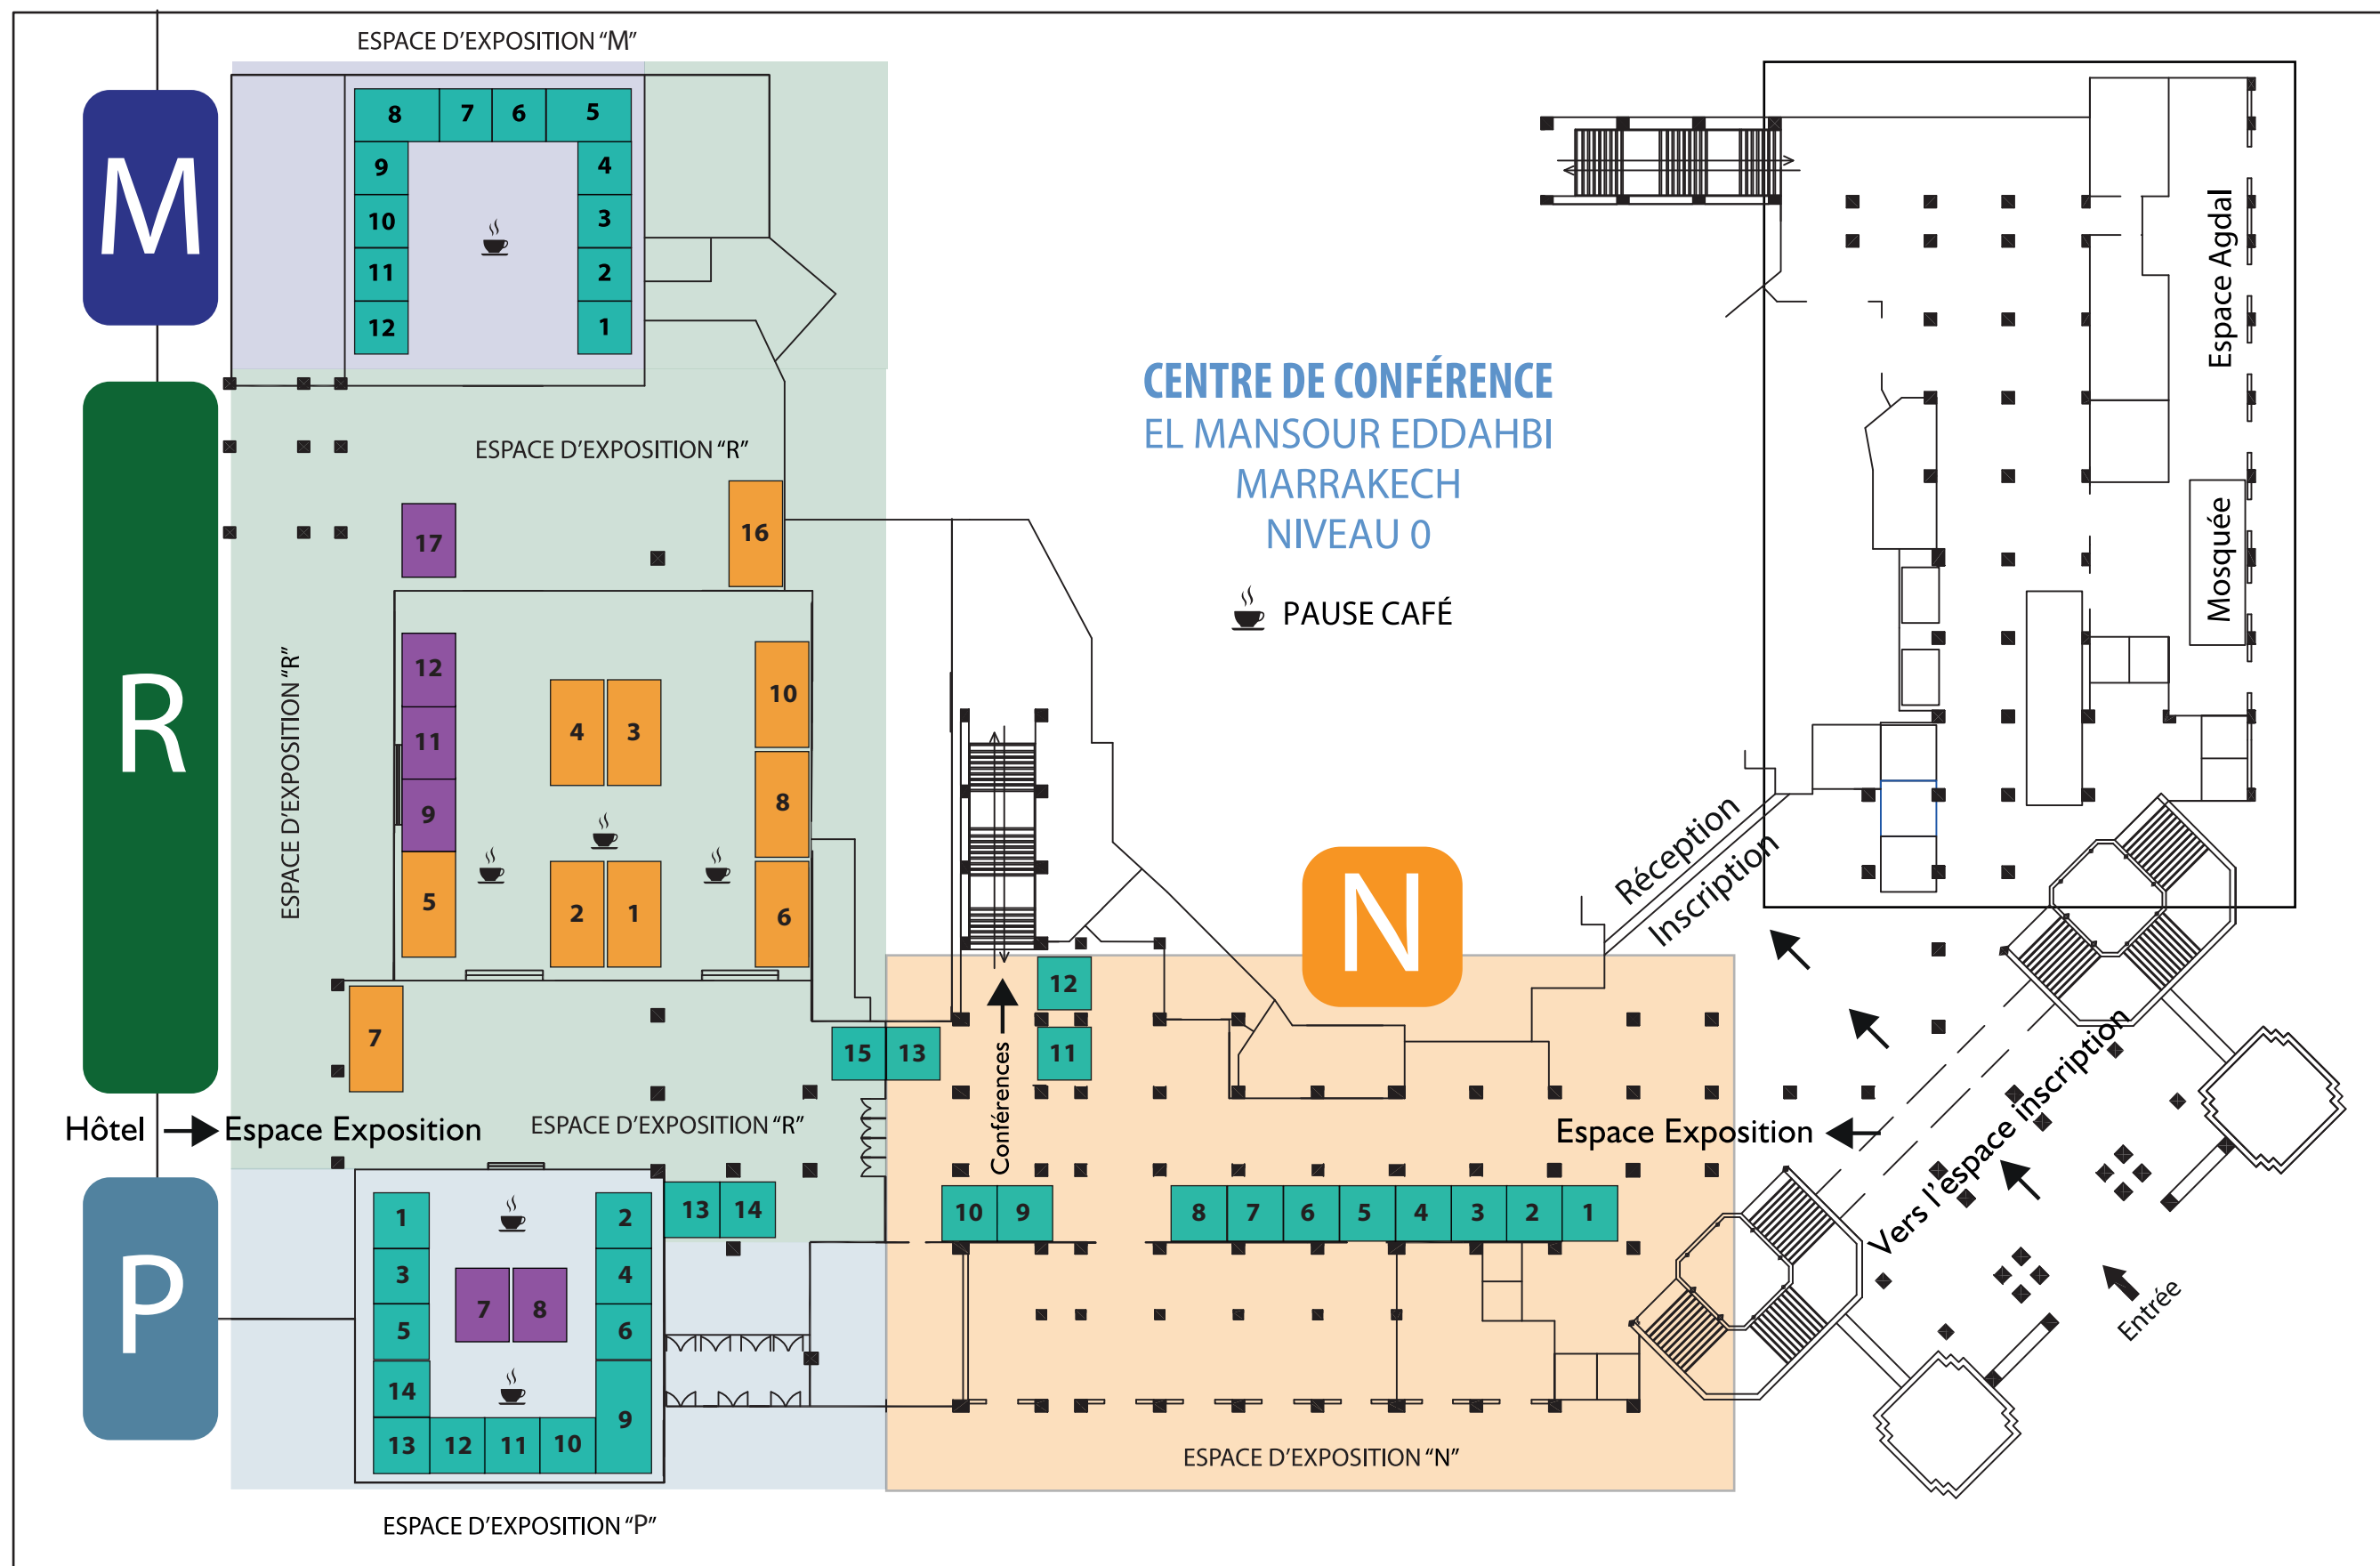 ESPACE D'EXPOSITION “M”
M
8 7 6 5
9 4
10 3
11 2
12 1
R
ESPACE D'EXPOSITION “R”
17 16
ESPACE D'EXPOSITION “R”
12 10
11 4 3
9 8
5 2 1 6
7
15 13
ESPACE D'EXPOSITION “R”
Hôtel
Espace Exposition
P
1 2
3 4
5 6
7 8
14 9
13 12 11 10
13 14
ESPACE D'EXPOSITION “P”
CENTRE DE CONFÉRENCE
EL MANSOUR EDDAHBI
MARRAKECH
NIVEAU 0
PAUSE CAFÉ
N
12
11
Conférences
10 9 8 7 6 5 4 3 2 1
ESPACE D'EXPOSITION “N”
Espace Exposition
Réception
Inscription
Espace Agdal
Mosquée
Vers l'espace inscription
Entrée